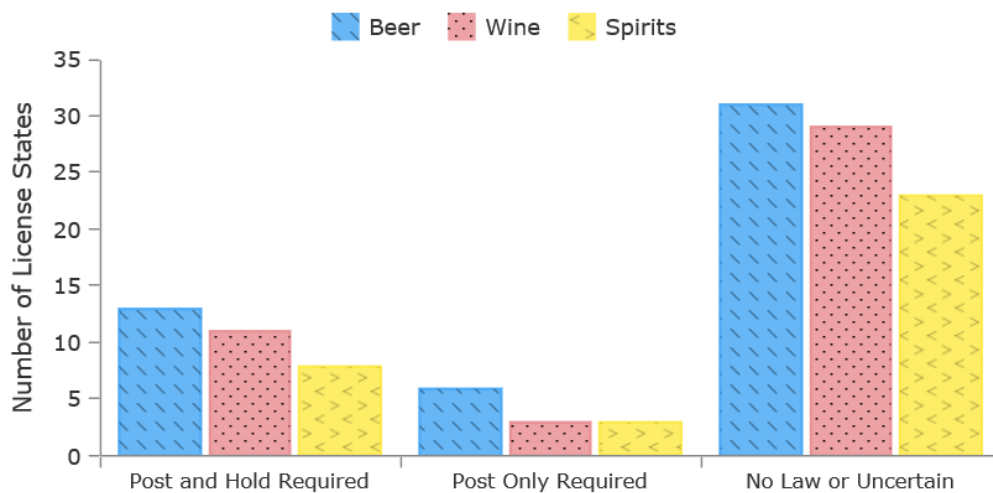 Beer Wine Spirits
Number of License States
35
30
25
20
15
10
5
0
Post and Hold Required Post Only Required No Law or Uncertain